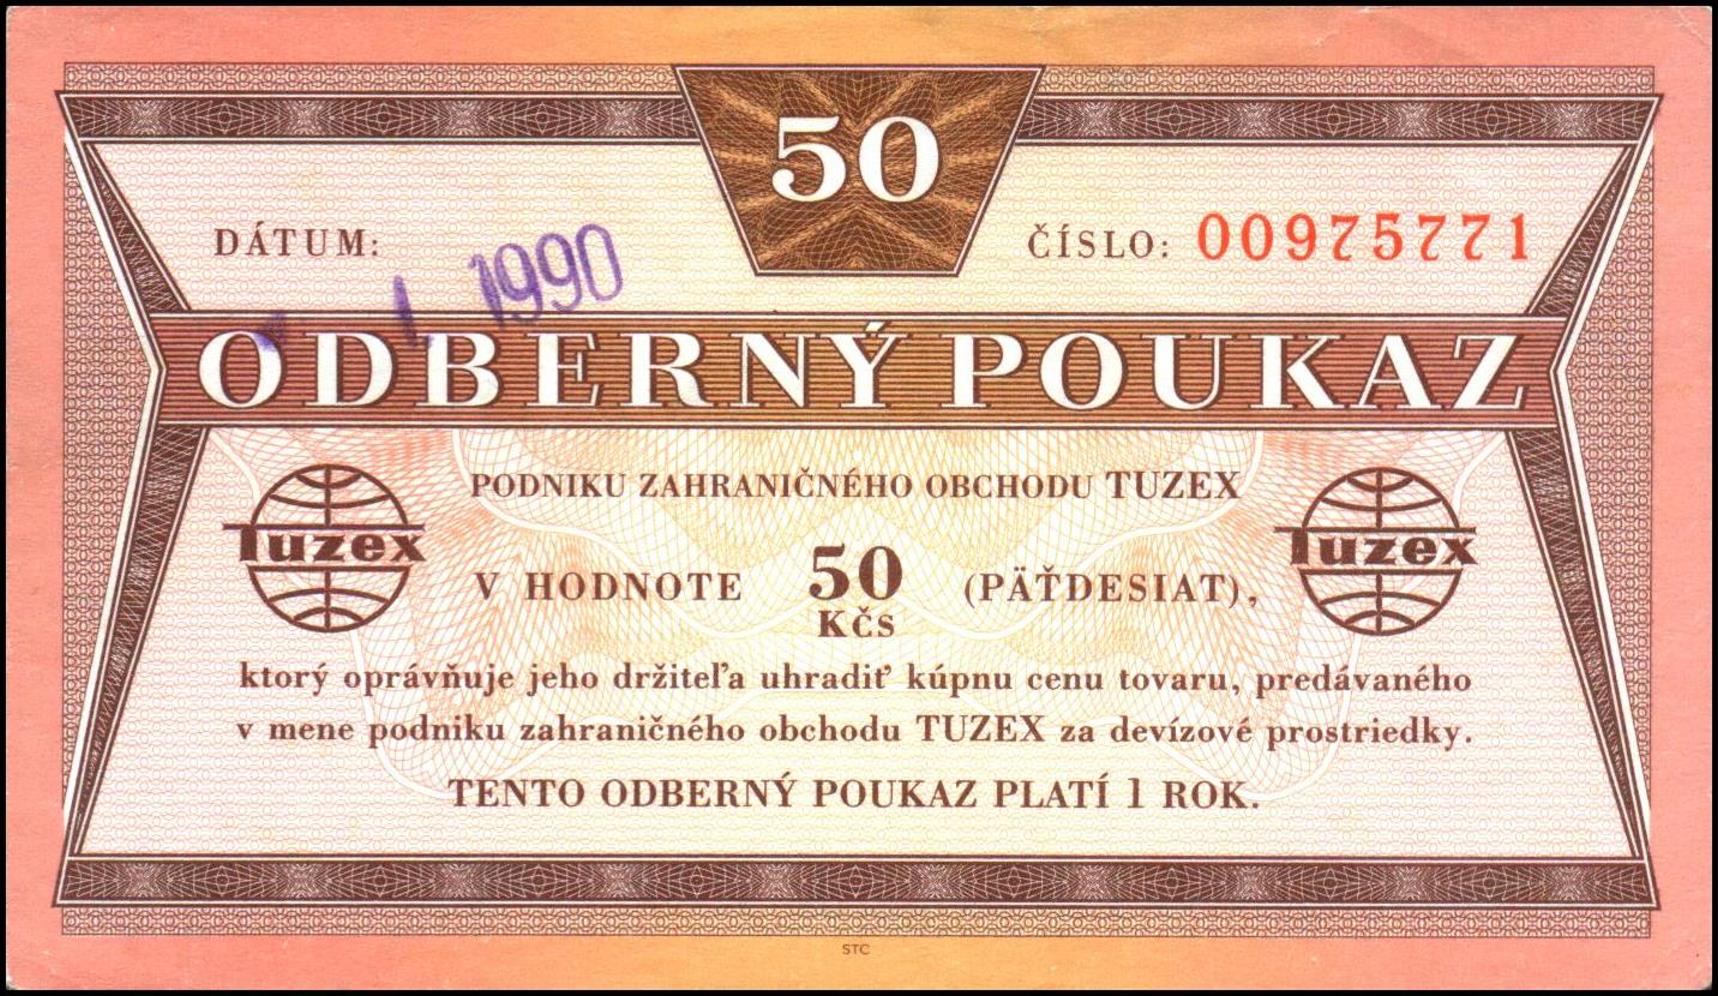 50
DÁTUM:
ČÍSLO: 00975771
1. 1990
ODBERNÝ POUKAZ
PODNIKU ZAHRANIČNÉHO OBCHODU TUZEX
Tuzex
Tuzex
V HODNOTE 50 (PÄŤDESIAT),
KČS
ktorý oprávňuje jeho držiteľa uhradiť kúpnu cenu tovaru, predávaného
v mene podniku zahraničného obchodu TUZEX za devízové prostriedky.
TENTO ODBERNÝ POUKAZ PLATÍ 1 ROK.
STC